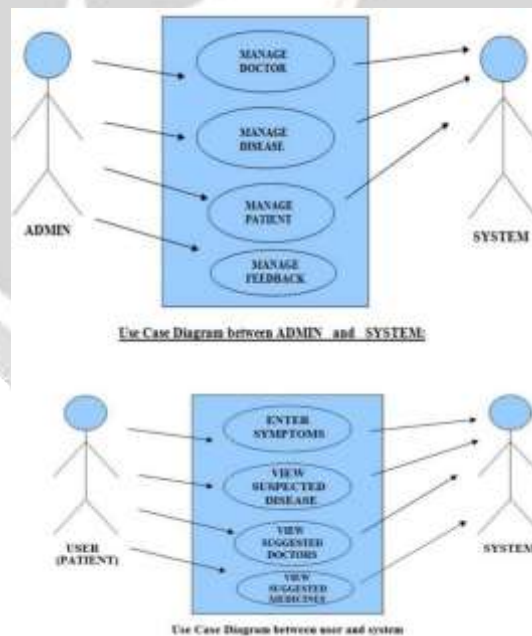 MANAGE
DOCTOR
MANAGE
DISEASE
MANAGE
PATIENT
MANAGE
FEEDBACK
ADMIN
SYSTEM
Use Case Diagram between ADMIN and SYSTEM:
ENTER
SYMPTOMS
VIEW
SUSPECTED
DISEASE
VIEW
SUGGESTED
DOCTORS
VIEW
SUGGESTED
MEDICINES
USER
(PATIENT)
SYSTEM
Use Case Diagram between user and system